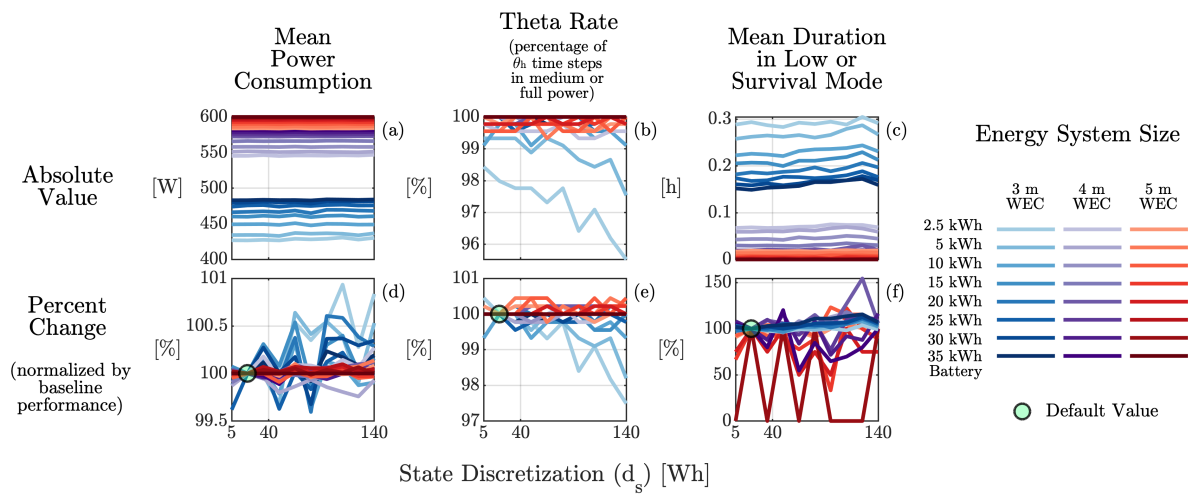 Mean
Power
Consumption
Theta Rate
(percentage of
θh time steps
in medium or
full power)
Mean Duration
in Low or
Survival Mode
Absolute
Value
[W]
600
550
500
450
400
(a)
[%]
100
99
98
97
96
(b)
[h]
0.3
0.2
0.1
0
(c)
Percent
Change
(normalized by
baseline
performance)
[%]
101
100.5
100
99.5
(d)
5
40
140
[%]
101
100
99
98
97
(e)
5
40
140
[%]
150
100
50
0
(f)
5
40
140
State Discretization (ds) [Wh]
Energy System Size
3 m
WEC
4 m
WEC
5 m
WEC
2.5 kWh
5 kWh
10 kWh
15 kWh
20 kWh
25 kWh
30 kWh
35 kWh
Battery
Default Value